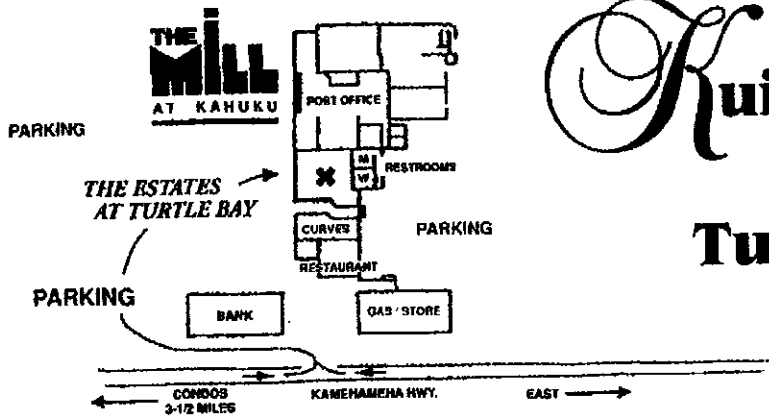 THE
MILL
AT KAHUKU
PARKING
POST OFFICE
M
W
RESTROOMS
THE ESTATES
AT TURTLE BAY
CURVES
PARKING
RESTAURANT
PARKING
BANK
GAS / STORE
CONDOS
3-1/2 MILES
KAMEHAMEHA HWY.
EAST
Kui
Tu